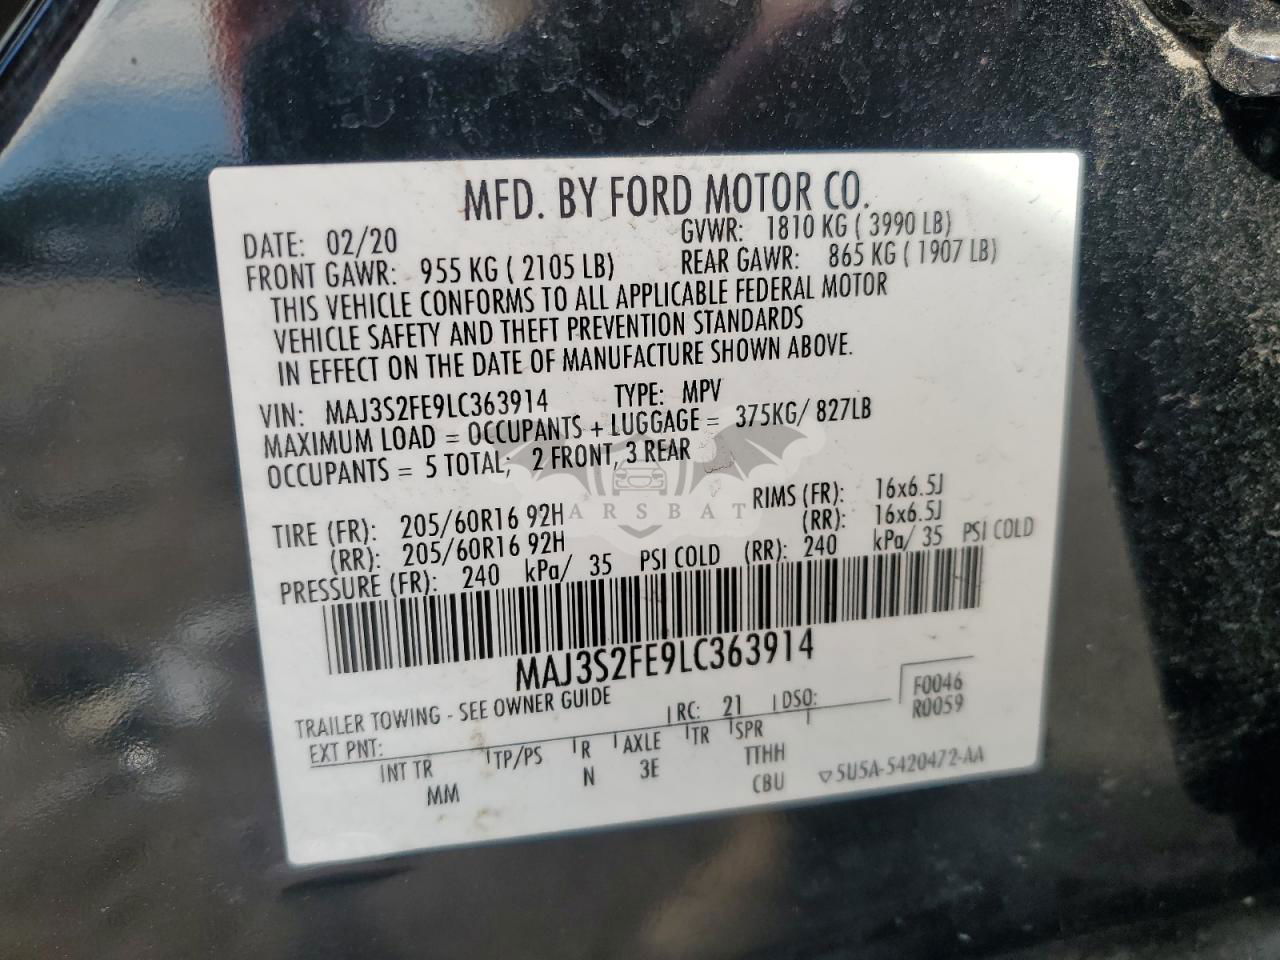 MFD. BY FORD MOTOR CO.
DATE: 02/20 GVWR: 1810 KG ( 3990 LB)
FRONT GAWR: 955 KG ( 2105 LB) REAR GAWR: 865 KG ( 1907 LB)
THIS VEHICLE CONFORMS TO ALL APPLICABLE FEDERAL MOTOR
VEHICLE SAFETY AND THEFT PREVENTION STANDARDS
IN EFFECT ON THE DATE OF MANUFACTURE SHOWN ABOVE.
VIN: MAJ3S2FE9LC363914 TYPE: MPV
MAXIMUM LOAD = OCCUPANTS + LUGGAGE = 375KG/ 827LB
OCCUPANTS = 5 TOTAL; 2 FRONT, 3 REAR
ARSBAT
TIRE (FR): 205/60R16 92H RIMS (FR): 16x6.5J
(RR): 205/60R16 92H (RR): 16x6.5J
PRESSURE (FR): 240 kPa/ 35 PSI COLD (RR): 240 kPa/ 35 PSI COLD
MAJ3S2FE9LC363914
TRAILER TOWING - SEE OWNER GUIDE
EXT PNT: RC: 21 DSO: F0046
R0059
INT TR TP/PS R AXLE TR SPR
MM N 3E TTHH
CBU 5U5A-5420472-AA